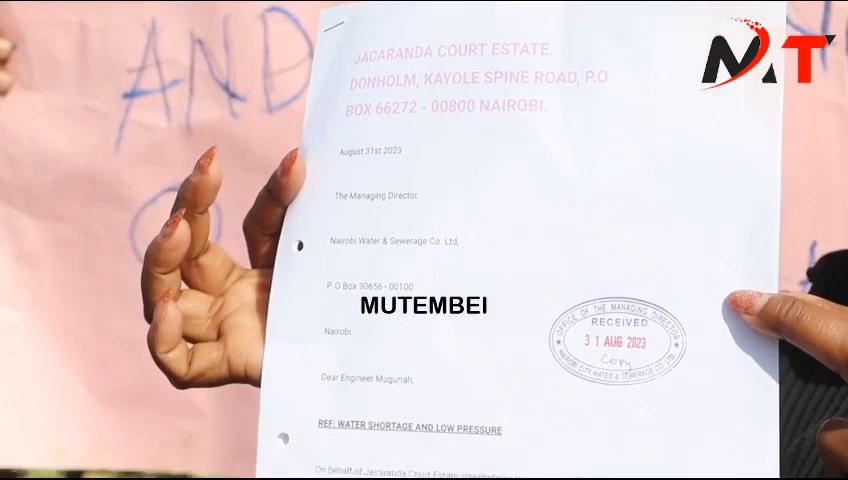 AND
MT
JACARANDA COURT ESTATE.
DONHOLM, KAYOLE SPINE ROAD, P.O
BOX 66272 - 00800 NAIROBI.
August 31st 2023
The Managing Director,
Nairobi Water & Sewerage Co. Ltd,
P. O Box 30656 - 00100
MUTEMBEI
Nairobi
OFFICE OF THE MANAGING DIRECTOR
RECEIVED
31 AUG 2023
Copy
NAIROBI CITY WATER & SEWERAGE CO. LTD
Dear Engineer Mugunah,
REF: WATER SHORTAGE AND LOW PRESSURE
On behalf of Jacaranda Court Estate